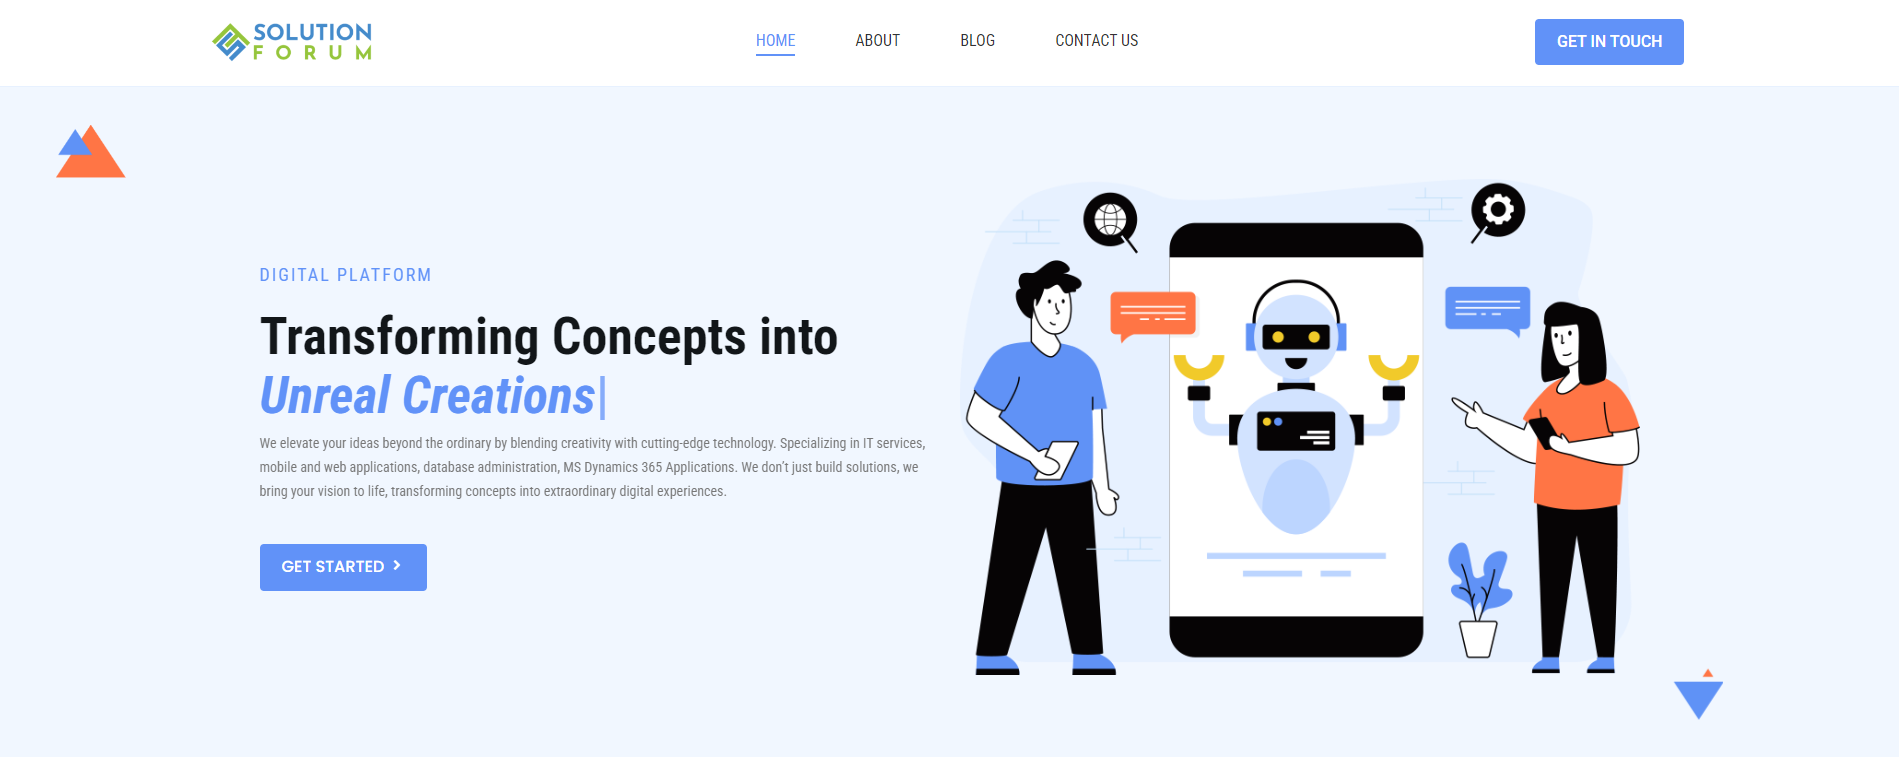 SOLUTION
FORUM
HOME ABOUT BLOG CONTACT US
GET IN TOUCH
DIGITAL PLATFORM
Transforming Concepts into
Unreal Creations|
We elevate your ideas beyond the ordinary by blending creativity with cutting-edge technology. Specializing in IT services,
mobile and web applications, database administration, MS Dynamics 365 Applications. We don't just build solutions, we
bring your vision to life, transforming concepts into extraordinary digital experiences.
GET STARTED >